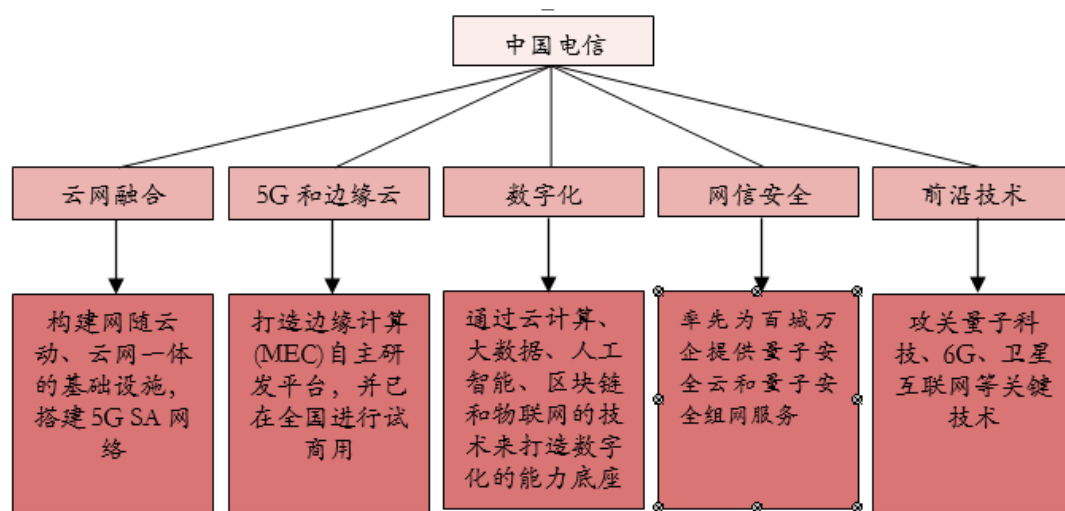 中国电信
云网融合
5G 和边缘云
数字化
网信安全
前沿技术
构建网随云
动、云网一体
的基础设施，
搭建 5G SA 网
络
打造边缘计算
(MEC)自主研
发平台，并已
在全国进行试
商用
通过云计算、
大数据、人工
智能、区块链
和物联网的技
术来打造数字
化的能力底座
率先为百城万
企提供量子安
全云和量子安
全组网服务
攻关量子科
技、6G、卫星
互联网等关键
技术